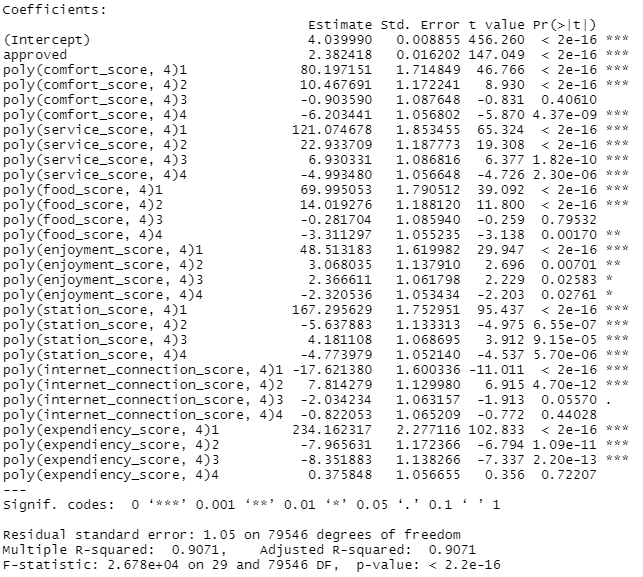 Coefficients:
Estimate Std. Error t value Pr(>|t|)
(Intercept) 4.039990 0.008855 456.260 < 2e-16 ***
approved 2.382418 0.016202 147.049 < 2e-16 ***
poly(comfort_score, 4)1 80.197151 1.714849 46.766 < 2e-16 ***
poly(comfort_score, 4)2 10.467691 1.172241 8.930 < 2e-16 ***
poly(comfort_score, 4)3 -0.903590 1.087648 -0.831 0.40610
poly(comfort_score, 4)4 -6.203441 1.056802 -5.870 4.37e-09 ***
poly(service_score, 4)1 121.074678 1.853455 65.324 < 2e-16 ***
poly(service_score, 4)2 22.933709 1.187773 19.308 < 2e-16 ***
poly(service_score, 4)3 6.930331 1.086816 6.377 1.82e-10 ***
poly(service_score, 4)4 -4.993480 1.056648 -4.726 2.30e-06 ***
poly(food_score, 4)1 69.995053 1.790512 39.092 < 2e-16 ***
poly(food_score, 4)2 14.019276 1.188120 11.800 < 2e-16 ***
poly(food_score, 4)3 -0.281704 1.085940 -0.259 0.79532
poly(food_score, 4)4 -3.311297 1.055235 -3.138 0.00170 **
poly(enjoyment_score, 4)1 48.513183 1.619982 29.947 < 2e-16 ***
poly(enjoyment_score, 4)2 3.068035 1.137910 2.696 0.00701 **
poly(enjoyment_score, 4)3 2.366611 1.061798 2.229 0.02583 *
poly(enjoyment_score, 4)4 -2.320536 1.053434 -2.203 0.02761 *
poly(station_score, 4)1 167.295629 1.752951 95.437 < 2e-16 ***
poly(station_score, 4)2 -5.637883 1.133313 -4.975 6.55e-07 ***
poly(station_score, 4)3 4.181108 1.068695 3.912 9.15e-05 ***
poly(station_score, 4)4 -4.773979 1.052140 -4.537 5.70e-06 ***
poly(internet_connection_score, 4)1 -17.621380 1.600336 -11.011 < 2e-16 ***
poly(internet_connection_score, 4)2 7.814279 1.129980 6.915 4.70e-12 ***
poly(internet_connection_score, 4)3 -2.034234 1.063157 -1.913 0.05570 .
poly(internet_connection_score, 4)4 -0.822053 1.065209 -0.772 0.44028
poly(expendiency_score, 4)1 234.162317 2.277116 102.833 < 2e-16 ***
poly(expendiency_score, 4)2 -7.965631 1.172366 -6.794 1.09e-11 ***
poly(expendiency_score, 4)3 -8.351883 1.138266 -7.337 2.20e-13 ***
poly(expendiency_score, 4)4 0.375848 1.056655 0.356 0.72207
---
Signif. codes: 0 ‘***’ 0.001 ‘**’ 0.01 ‘*’ 0.05 ‘.’ 0.1 ‘ ’ 1
Residual standard error: 1.05 on 79546 degrees of freedom
Multiple R-squared: 0.9071, Adjusted R-squared: 0.9071
F-statistic: 2.678e+04 on 29 and 79546 DF, p-value: < 2.2e-16